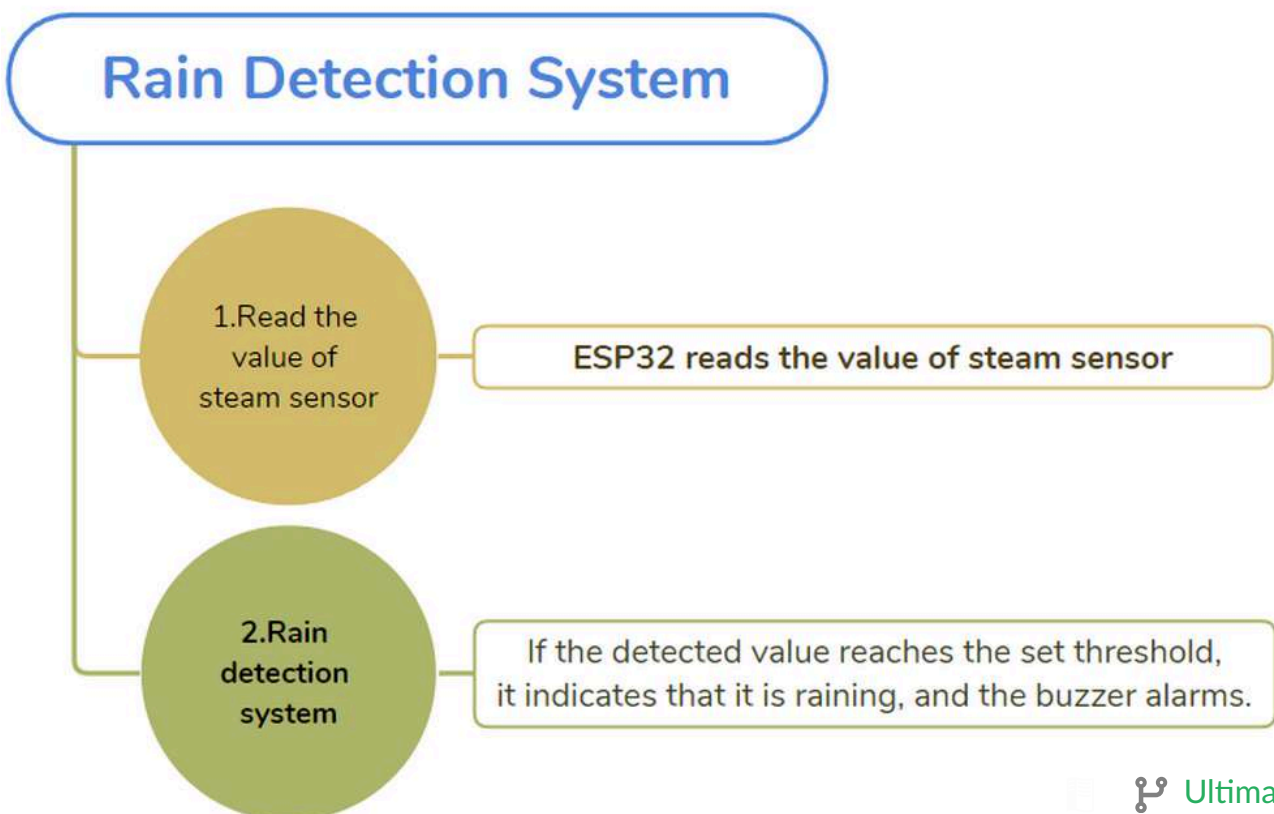 Rain Detection System
1.Read the
value of
steam sensor
ESP32 reads the value of steam sensor
2.Rain
detection
system
If the detected value reaches the set threshold,
it indicates that it is raining, and the buzzer alarms.
Ultima